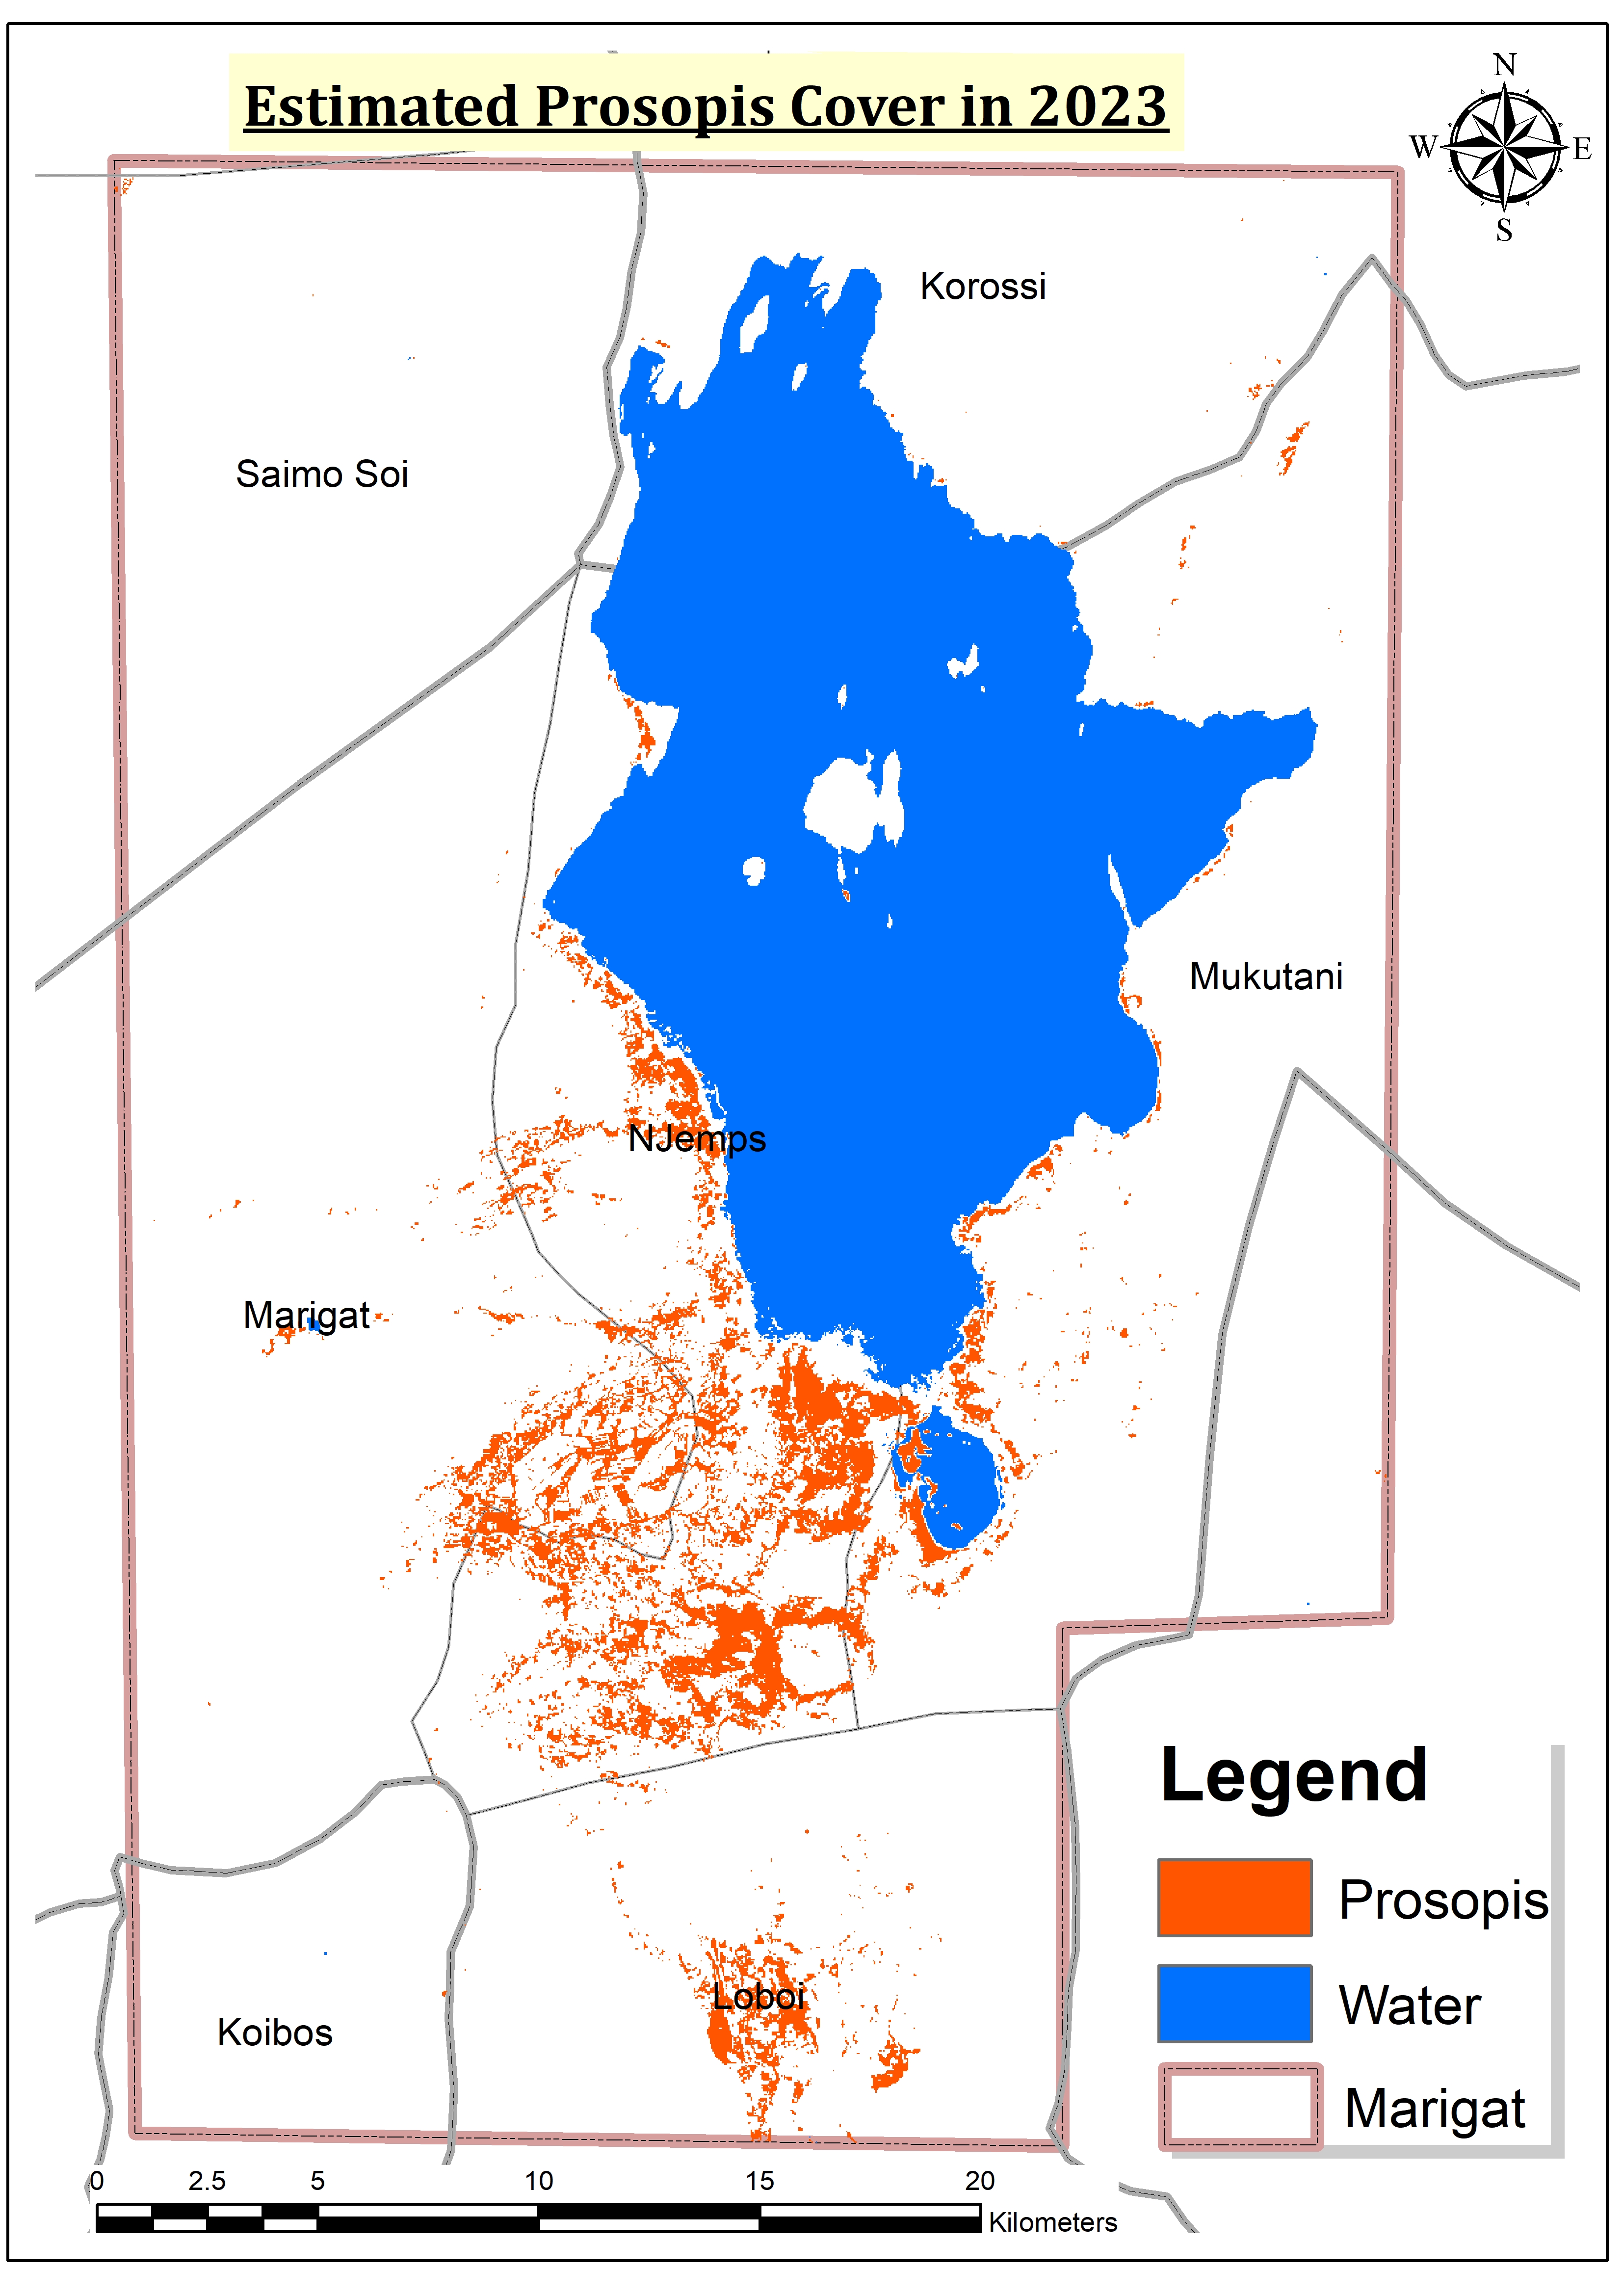 Estimated Prosopis Cover in 2023
N
W
E
S
Korossi
Saimo Soi
Mukutani
NJemps
Marigat
Legend
Prosopis
Water
Marigat
Loboi
Koibos
0 2.5 5 10 15 20
Kilometers